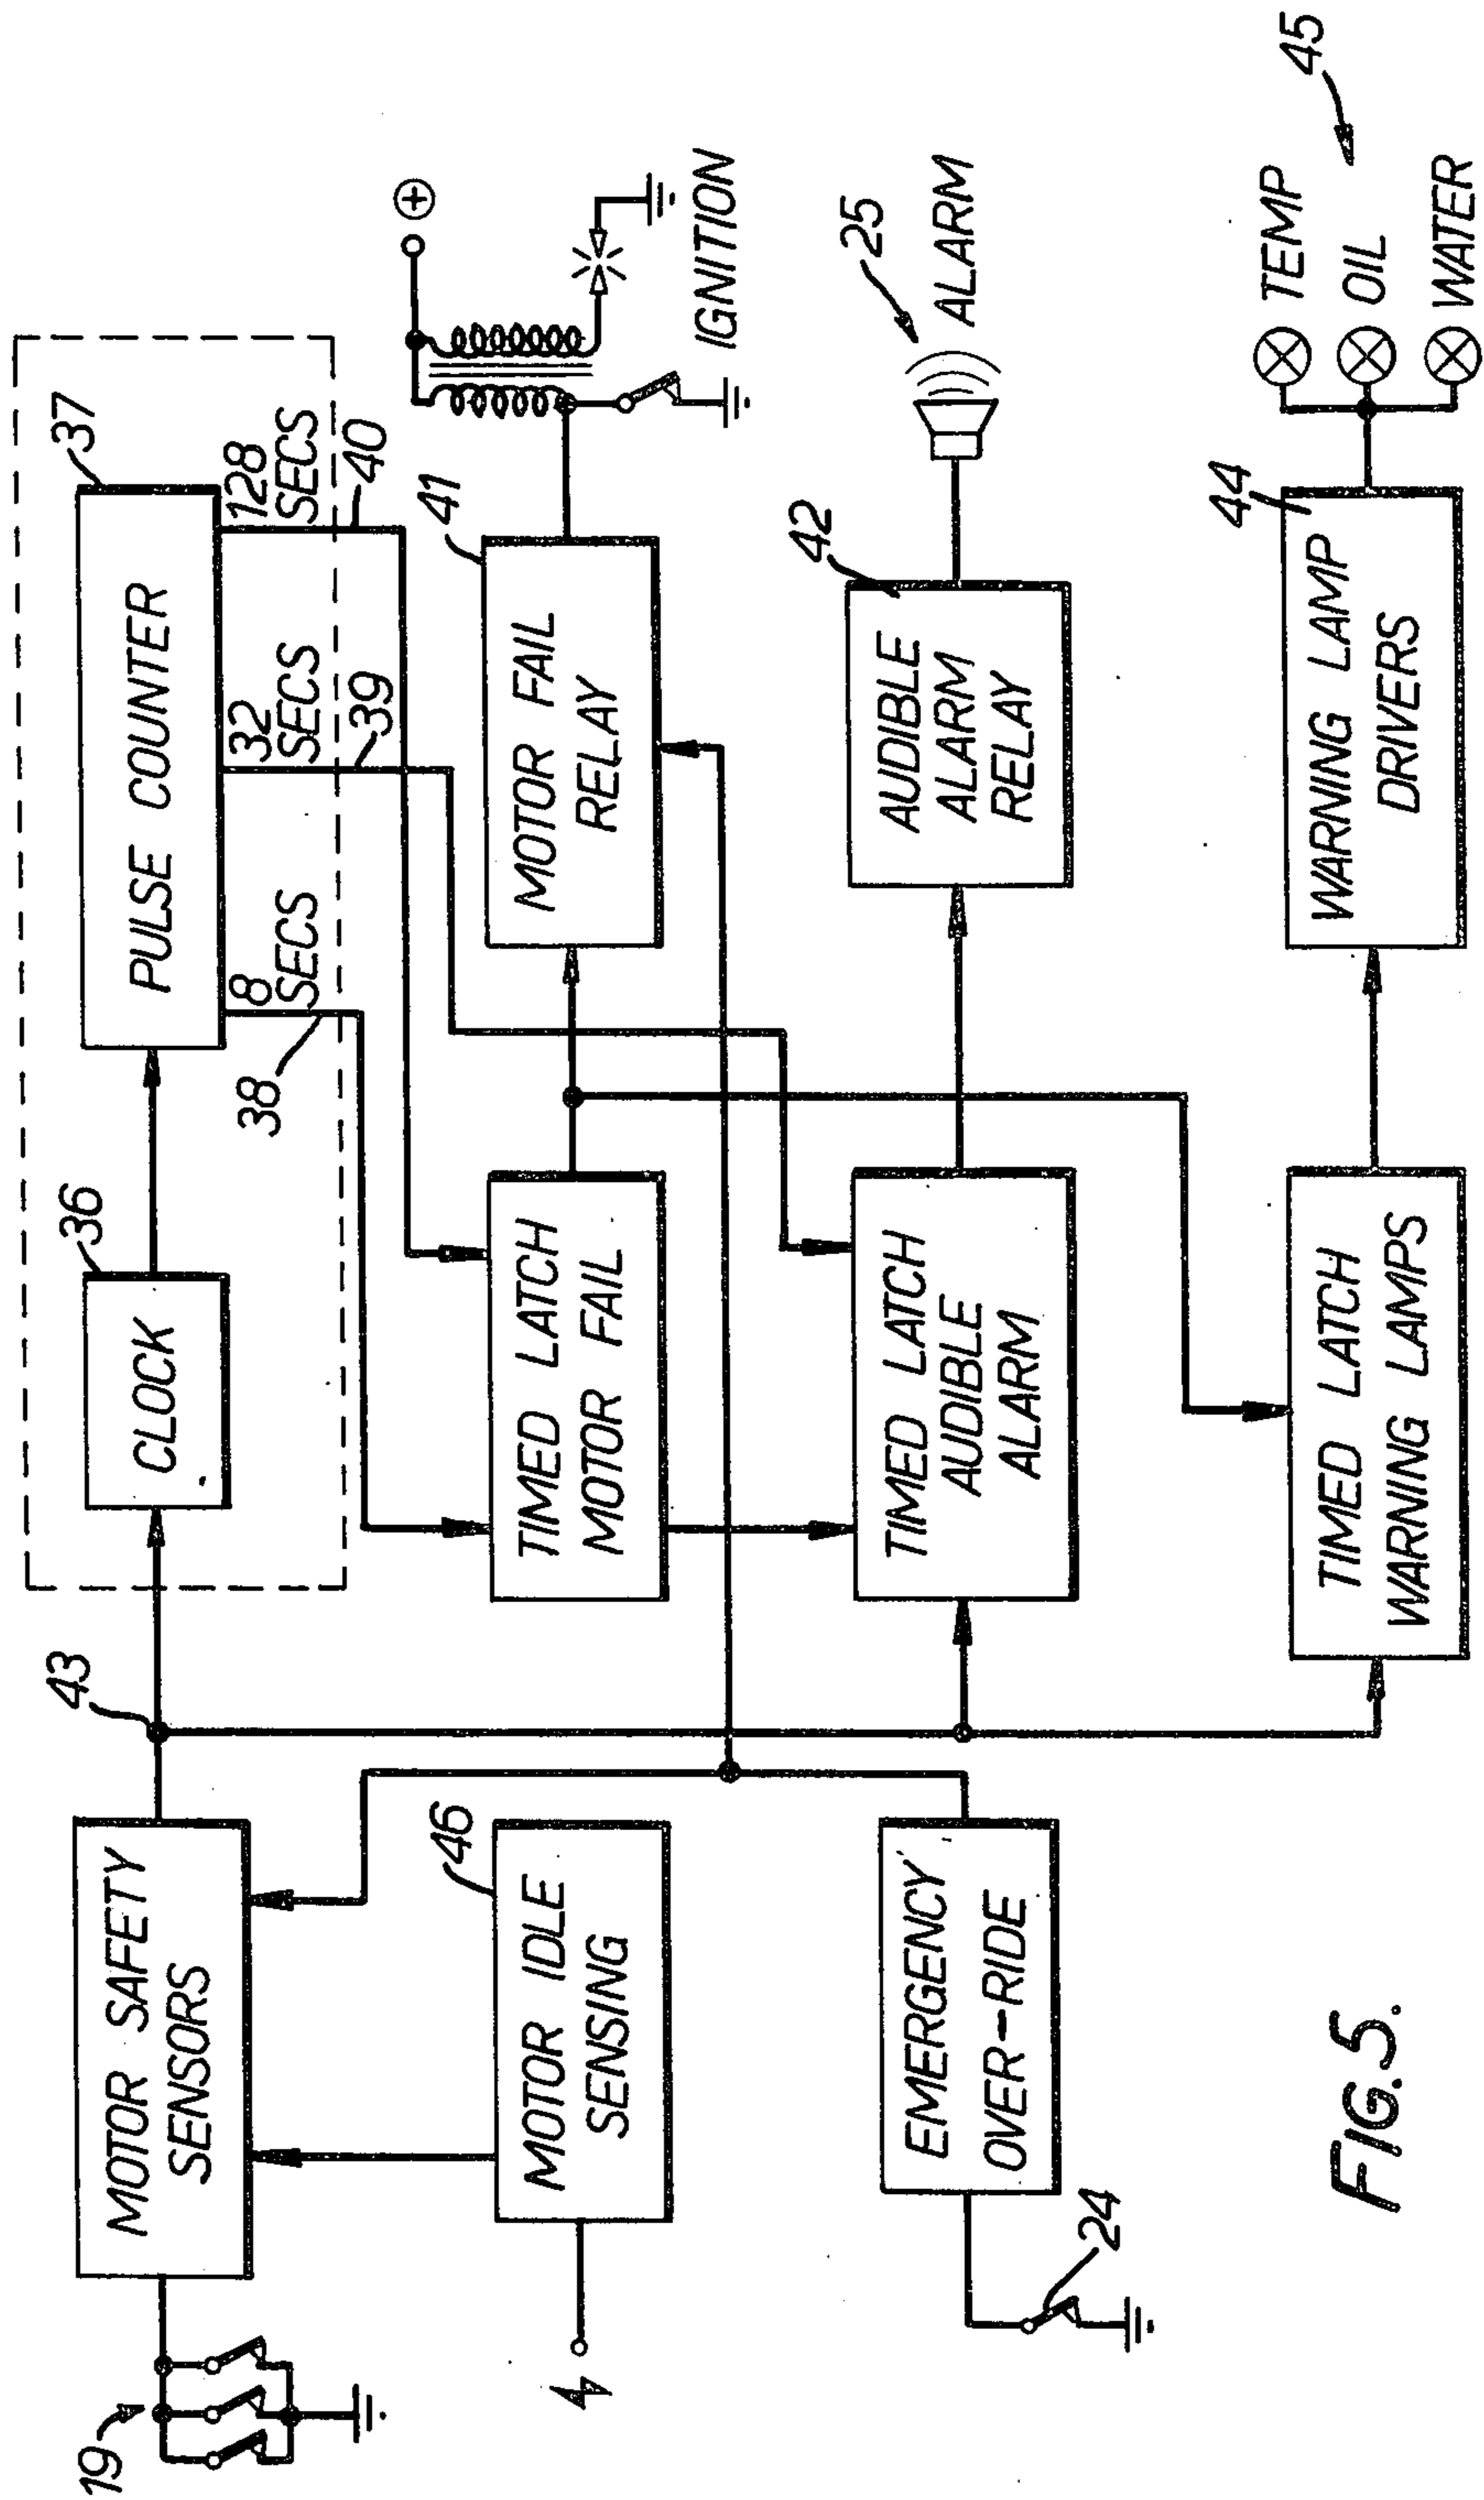 43
36
37
CLOCK
PULSE COUNTER
38
8
SECS
32
SECS
39
128
SECS
40
19
MOTOR SAFETY
SENSORS
46
MOTOR IDLE
SENSING
TIMED LATCH
MOTOR FAIL
41
MOTOR FAIL
RELAY
+
IGNITION
EMERGENCY
OVER-RIDE
24
TIMED LATCH
AUDIBLE
ALARM
42
AUDIBLE
ALARM
RELAY
25
ALARM
TIMED LATCH
WARNING LAMPS
44
WARNING LAMP
DRIVERS
TEMP
OIL
WATER
45
FIG.5.